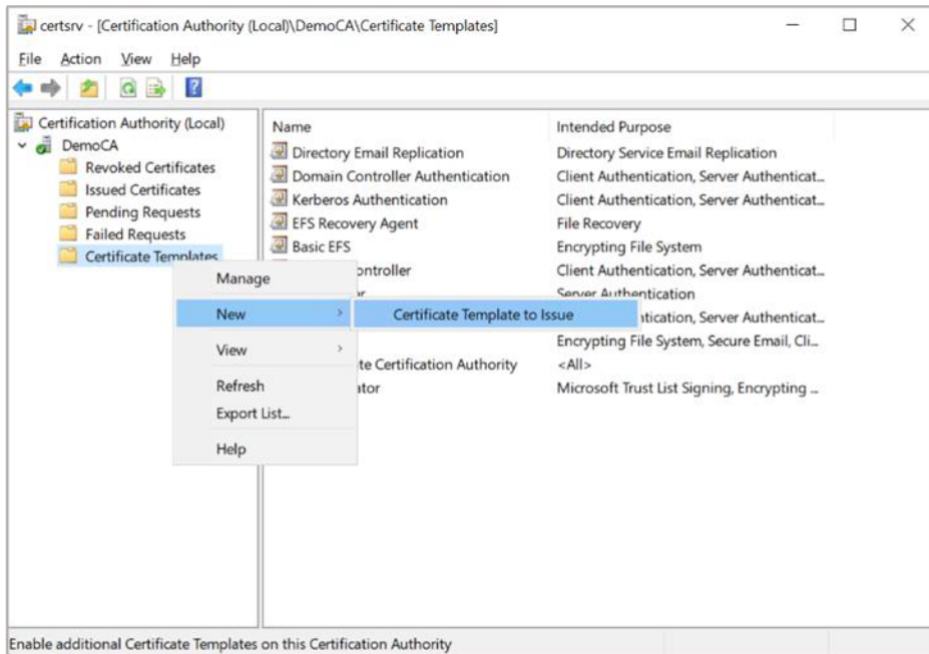 certsrv - [Certification Authority (Local)\DemoCA\Certificate Templates]
File Action View Help
Certification Authority (Local)
DemoCA
Revoked Certificates
Issued Certificates
Pending Requests
Failed Requests
Certificate Templates
Name Intended Purpose
Directory Email Replication Directory Service Email Replication
Domain Controller Authentication Client Authentication, Server Authenticat...
Kerberos Authentication Client Authentication, Server Authenticat...
EFS Recovery Agent File Recovery
Basic EFS Encrypting File System
ontroller Client Authentication, Server Authenticat...
Server Authentication
ntication, Server Authenticat...
Encrypting File System, Secure Email, Cli...
te Certification Authority <All>
ator Microsoft Trust List Signing, Encrypting ...
Manage
New
Certificate Template to Issue
View
Refresh
Export List...
Help
Enable additional Certificate Templates on this Certification Authority